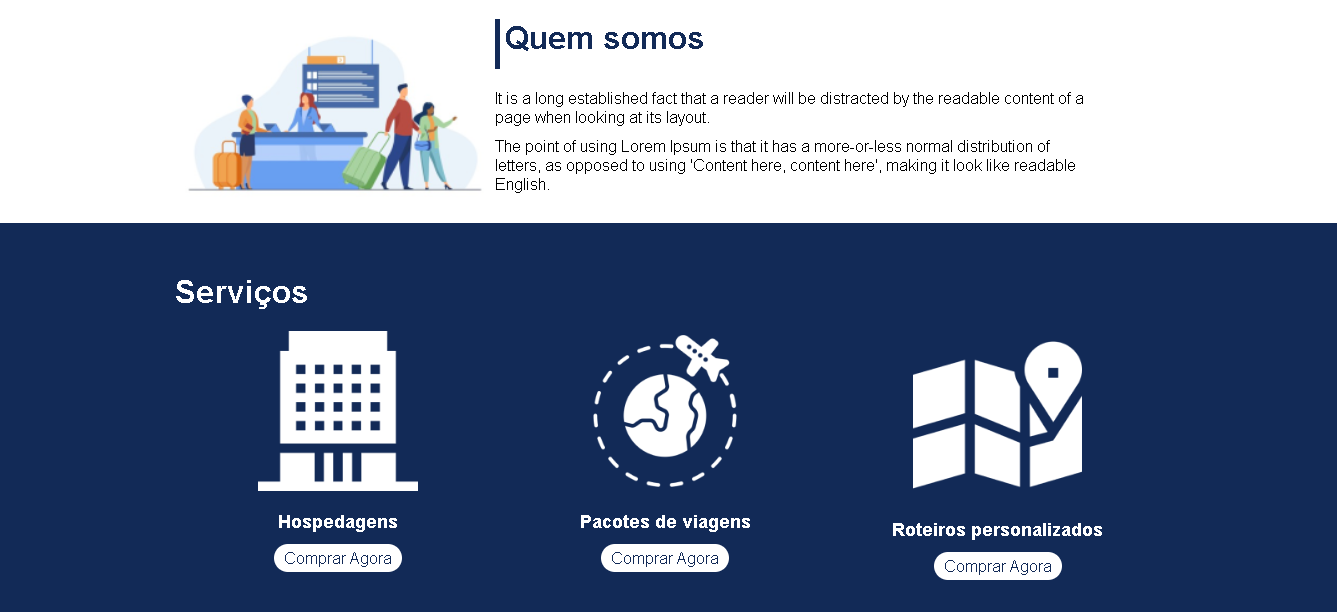 Quem somos
It is a long established fact that a reader will be distracted by the readable content of a
page when looking at its layout.
The point of using Lorem Ipsum is that it has a more-or-less normal distribution of
letters, as opposed to using 'Content here, content here', making it look like readable
English.
Serviços
Hospedagens
Pacotes de viagens
Roteiros personalizados
Comprar Agora
Comprar Agora
Comprar Agora